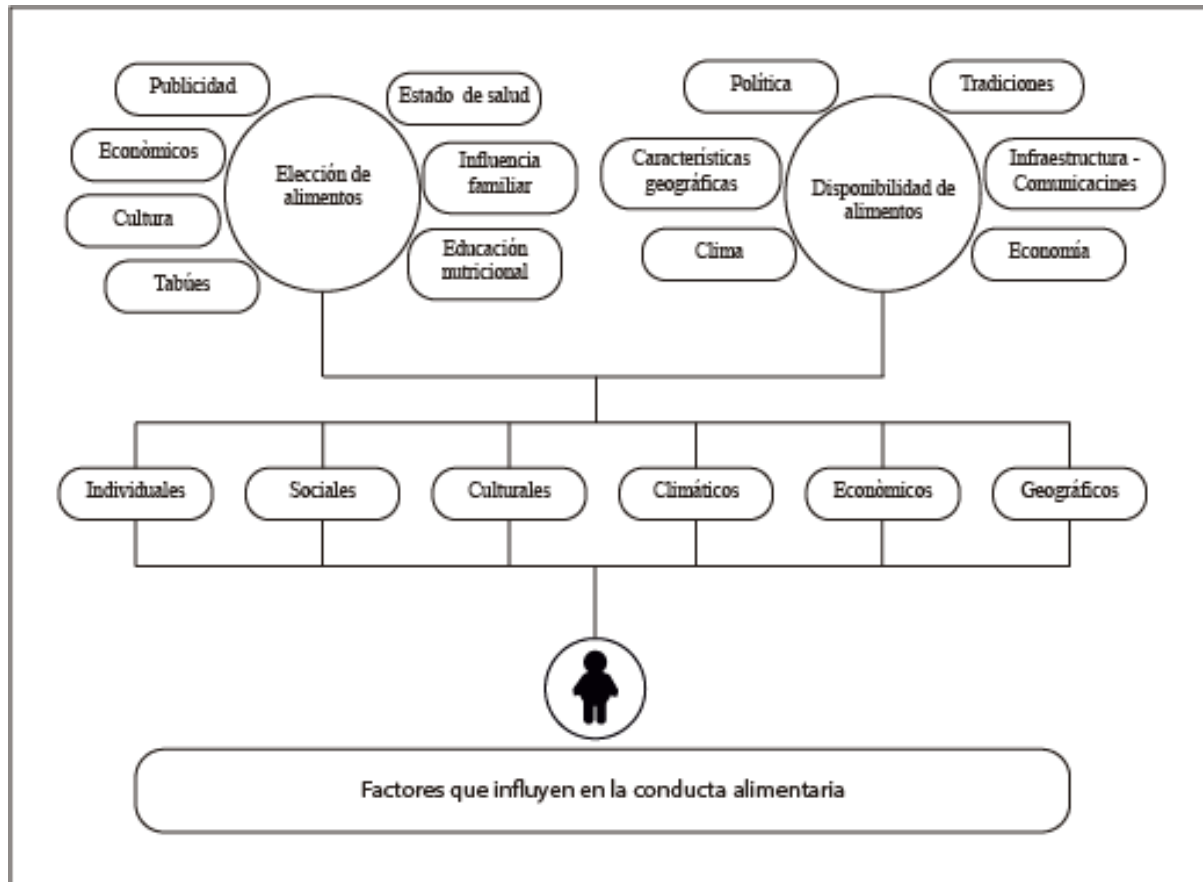 Publicidad
Estado de salud
Econòmicos
Influencia
familiar
Cultura
Educación
nutricional
Tabúes
Elección de
alimentos
Política
Tradiciones
Características
geográficas
Infraestructura -
Comunicacines
Clima
Economía
Disponibilidad de
alimentos
Individuales
Sociales
Culturales
Climáticos
Econòmicos
Geográficos
Factores que influyen en la conducta alimentaria